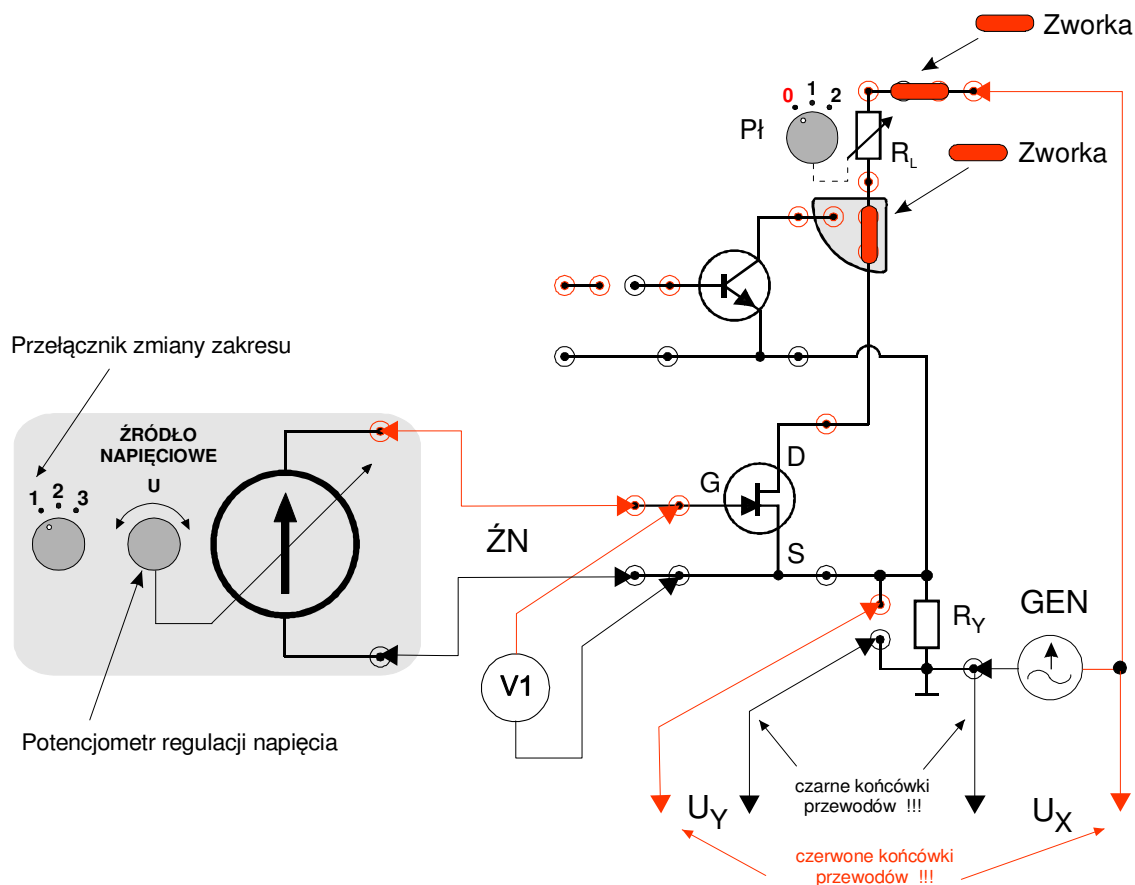 Zworka
0 1 2
Pł
R_L
Zworka
Przełącznik zmiany zakresu
ŹRÓDŁO
NAPIĘCIOWE
U
1 2 3
D
G
ŹN
S
R_Y
GEN
V1
Potencjometr regulacji napięcia
czarne końcówki
przewodów !!!
U_Y
U_X
czerwone końcówki
przewodów !!!